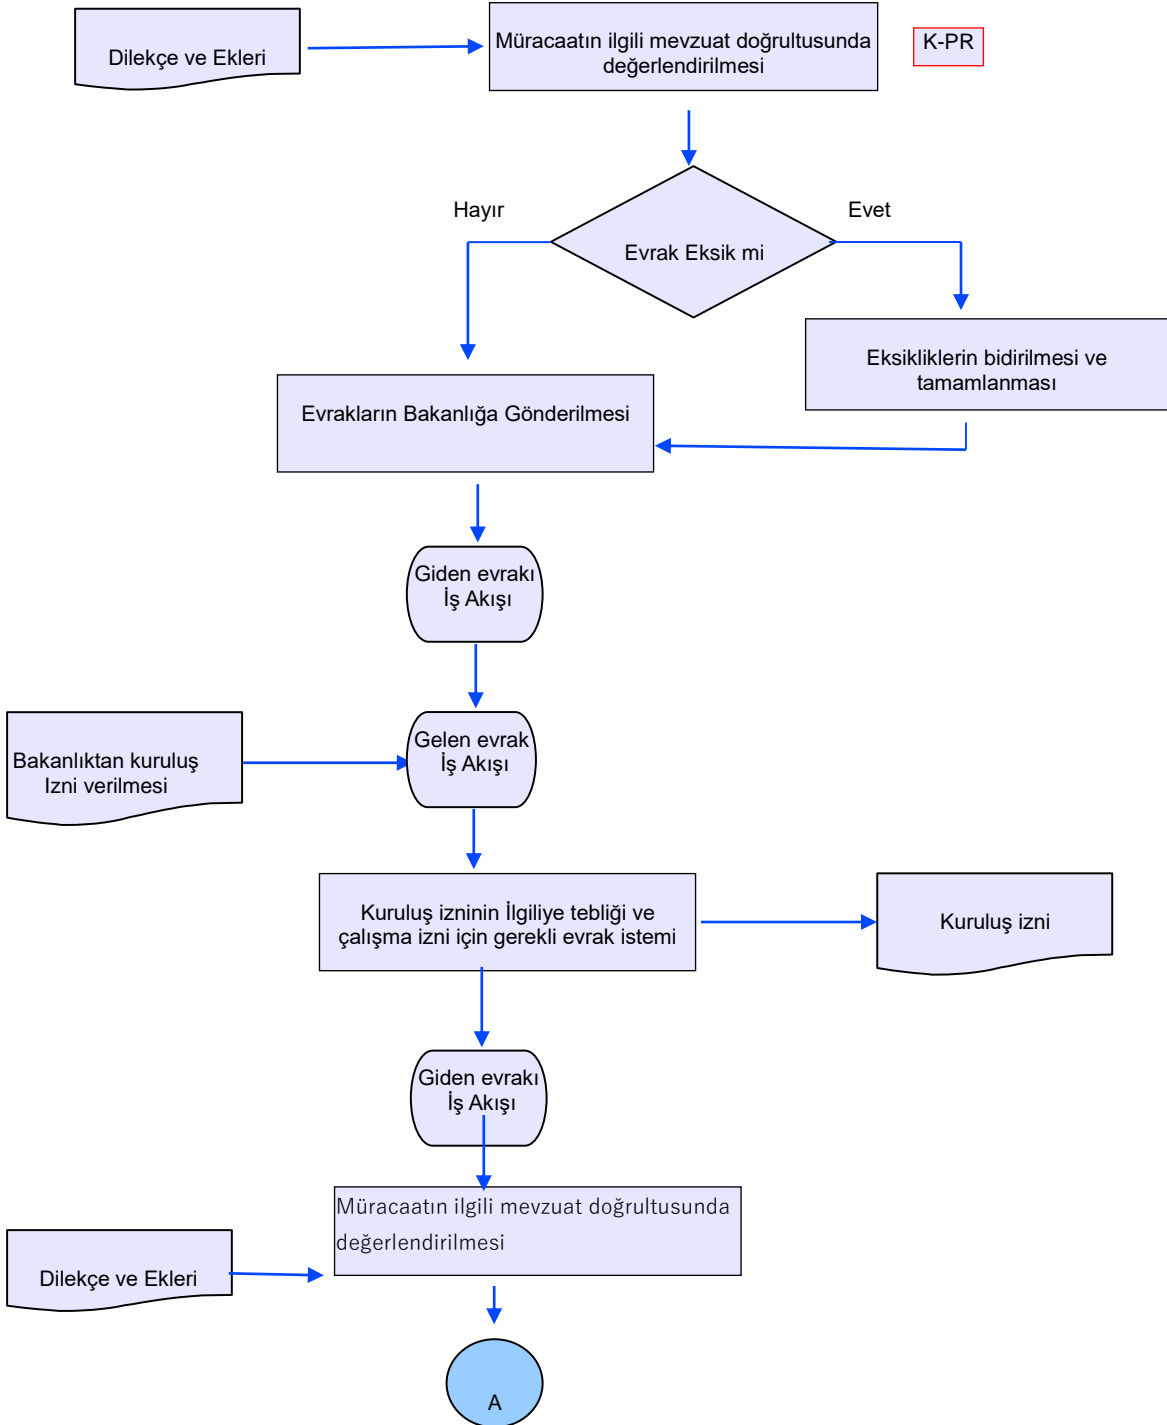 Dilekçe ve Ekleri
Müracaatın ilgili mevzuat doğrultusunda
değerlendirilmesi
K-PR
Hayır
Evet
Evrak Eksik mi
Eksikliklerin bidirilmesi ve
tamamlanması
Evrakların Bakanlığa Gönderilmesi
Giden evrakı
İş Akışı
Bakanlıktan kuruluş
Izni verilmesi
Gelen evrak
İş Akışı
Kuruluş izninin İlgiliye tebliği ve
çalışma izni için gerekli evrak istemi
Kuruluş izni
Giden evrakı
İş Akışı
Müracaatın ilgili mevzuat doğrultusunda
değerlendirilmesi
Dilekçe ve Ekleri
A